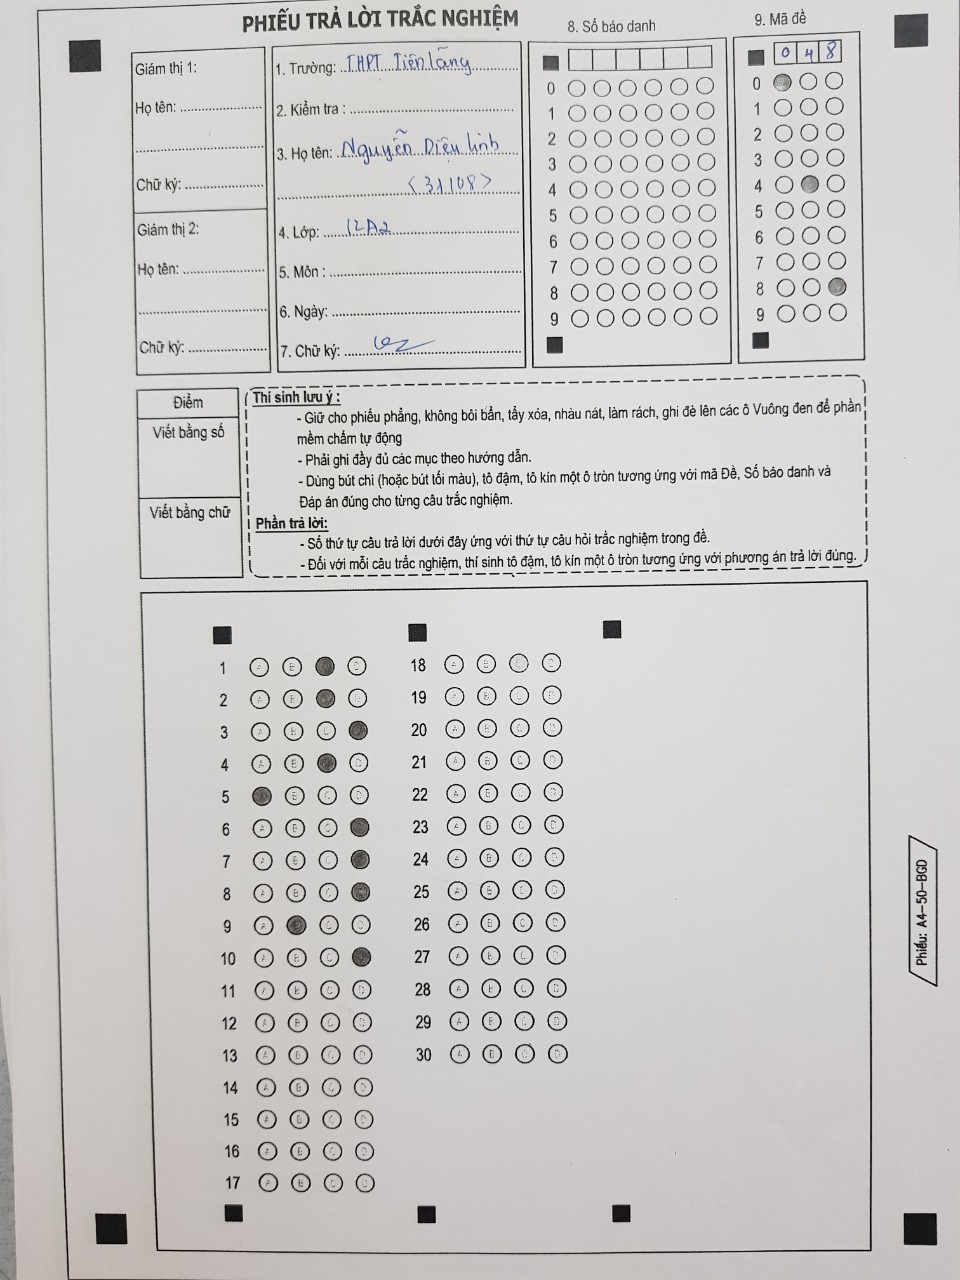 PHIẾU TRẢ LỜI TRẮC NGHIỆM
Giám thị 1:
Họ tên:
Chữ ký:
Giám thị 2:
Họ tên:
Chữ ký:
1. Trường: THPT Tiên Lãng
2. Kiểm tra :
3. Họ tên: Nguyễn Diệu Linh
<31108>
4. Lớp: 12A2
5. Môn :
6. Ngày:
7. Chữ ký:
8. Số báo danh
0
1
2
3
4
5
6
7
8
9
9. Mã đề
0 4 8
0
1
2
3
4
5
6
7
8
9
Điểm
Viết bằng số
Viết bằng chữ
Thí sinh lưu ý :
- Giữ cho phiếu phẳng, không bôi bẩn, tẩy xóa, nhàu nát, làm rách, ghi đè lên các ô Vuông đen để phần
mềm chấm tự động
- Phải ghi đầy đủ các mục theo hướng dẫn.
- Dùng bút chì (hoặc bút tối màu), tô đậm, tô kín một ô tròn tương ứng với mã Đề, Số báo danh và
Đáp án đúng cho từng câu trắc nghiệm.
Phần trả lời:
- Số thứ tự câu trả lời dưới đây ứng với thứ tự câu hỏi trắc nghiệm trong đề.
- Đối với mỗi câu trắc nghiệm, thí sinh tô đậm, tô kín một ô tròn tương ứng với phương án trả lời đúng.
1 A B D
2 A B D
3 A B C
4 A B D
5 B C D
6 A B C
7 A B C
8 A B C
9 A C D
10 A B C
11 A B C D
12 A B C D
13 A B C D
14 A B C D
15 A B C D
16 A B C D
17 A B C D
18 A B C D
19 A B C D
20 A B C D
21 A B C D
22 A B C D
23 A B C D
24 A B C D
25 A B C D
26 A B C D
27 A B C D
28 A B C D
29 A B C D
30 A B C D
Phiếu: A4-50-BGD